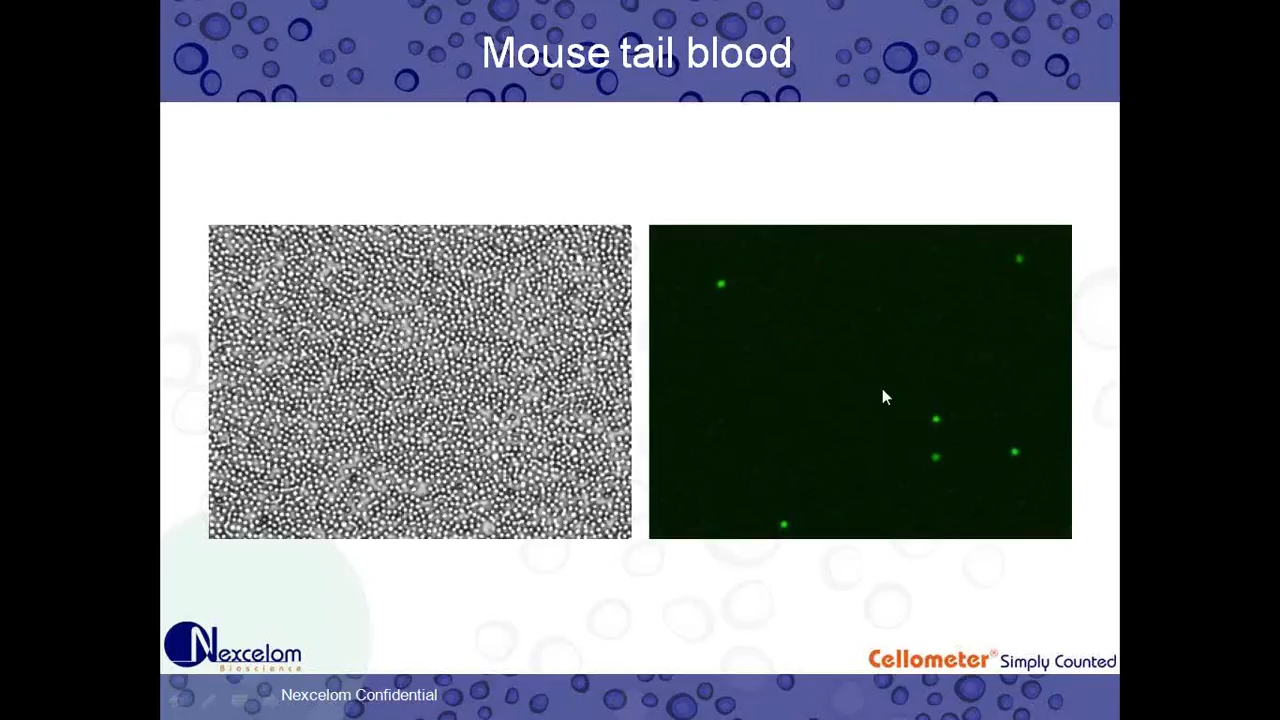 Mouse tail blood
Nexcelom
Bioscience
Cellometer® Simply Counted
Nexcelom Confidential